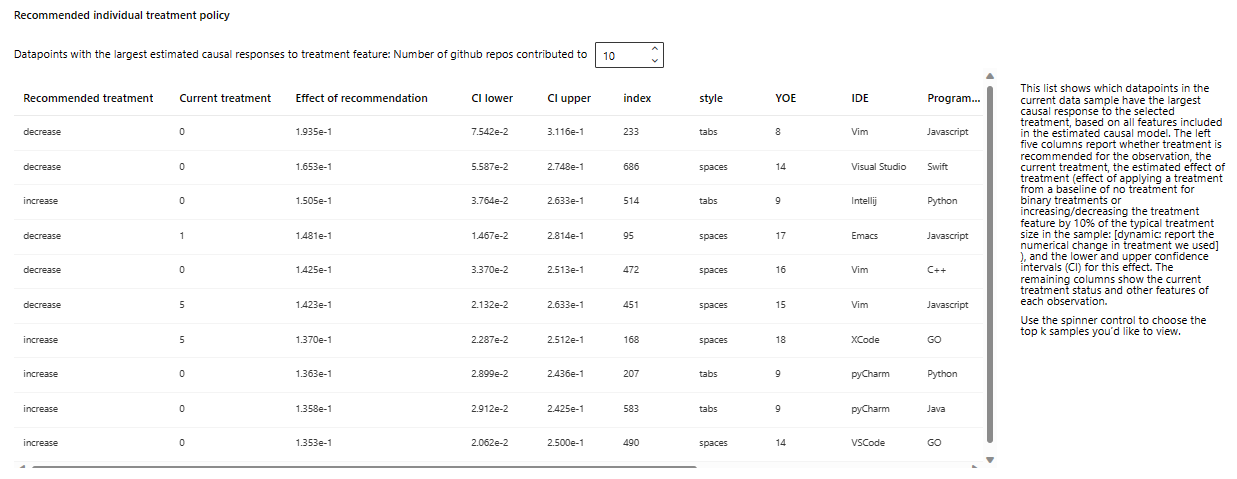 Recommended individual treatment policy
Datapoints with the largest estimated causal responses to treatment feature: Number of github repos contributed to 10
Recommended treatment Current treatment Effect of recommendation CI lower CI upper index style YOE IDE Program...
decrease 0 1.935e-1 7.542e-2 3.116e-1 233 tabs 8 Vim Javascript
decrease 0 1.653e-1 5.587e-2 2.748e-1 686 spaces 14 Visual Studio Swift
increase 0 1.505e-1 3.764e-2 2.633e-1 514 tabs 9 Intellij Python
decrease 1 1.481e-1 1.467e-2 2.814e-1 95 spaces 17 Emacs Javascript
decrease 0 1.425e-1 3.370e-2 2.513e-1 472 spaces 16 Vim C++
decrease 5 1.423e-1 2.132e-2 2.633e-1 451 spaces 15 Vim Javascript
increase 5 1.370e-1 2.287e-2 2.512e-1 168 spaces 18 XCode GO
increase 0 1.363e-1 2.899e-2 2.436e-1 207 tabs 9 pyCharm Python
increase 0 1.358e-1 2.912e-2 2.425e-1 583 tabs 9 pyCharm Java
increase 0 1.353e-1 2.062e-2 2.500e-1 490 spaces 14 VSCode GO
This list shows which datapoints in the
current data sample have the largest
causal response to the selected
treatment, based on all features included
in the estimated causal model. The left
five columns report whether treatment is
recommended for the observation, the
current treatment, the estimated effect of
treatment (effect of applying a treatment
from a baseline of no treatment for
binary treatments or
increasing/decreasing the treatment
feature by 10% of the typical treatment
size in the sample: [dynamic: report the
numerical change in treatment we used]
), and the lower and upper confidence
intervals (CI) for this effect. The
remaining columns show the current
treatment status and other features of
each observation.
Use the spinner control to choose the
top k samples you'd like to view.